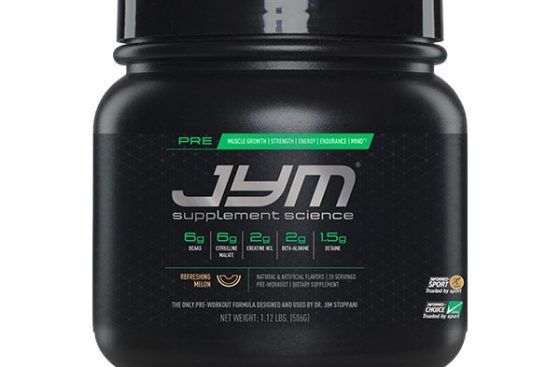 PRE MUSCLE GROWTH | STRENGTH | ENERGY | ENDURANCE | MIND*†
JYM®
supplement science
6g 6g 2g 2g 1.5g
BCAAS CITRULLINE MALATE CREATINE HCL BETA-ALANINE BETAINE
REFRESHING MELON
NATURAL & ARTIFICIAL FLAVORS | 20 SERVINGS
PRE-WORKOUT | DIETARY SUPPLEMENT
THE ONLY PRE-WORKOUT FORMULA DESIGNED AND USED BY DR. JIM STOPPANI
NET WEIGHT: 1.12 LBS. (506G)
INFORMED
SPORT
Trusted by sport
INFORMED
CHOICE
Trusted by sport